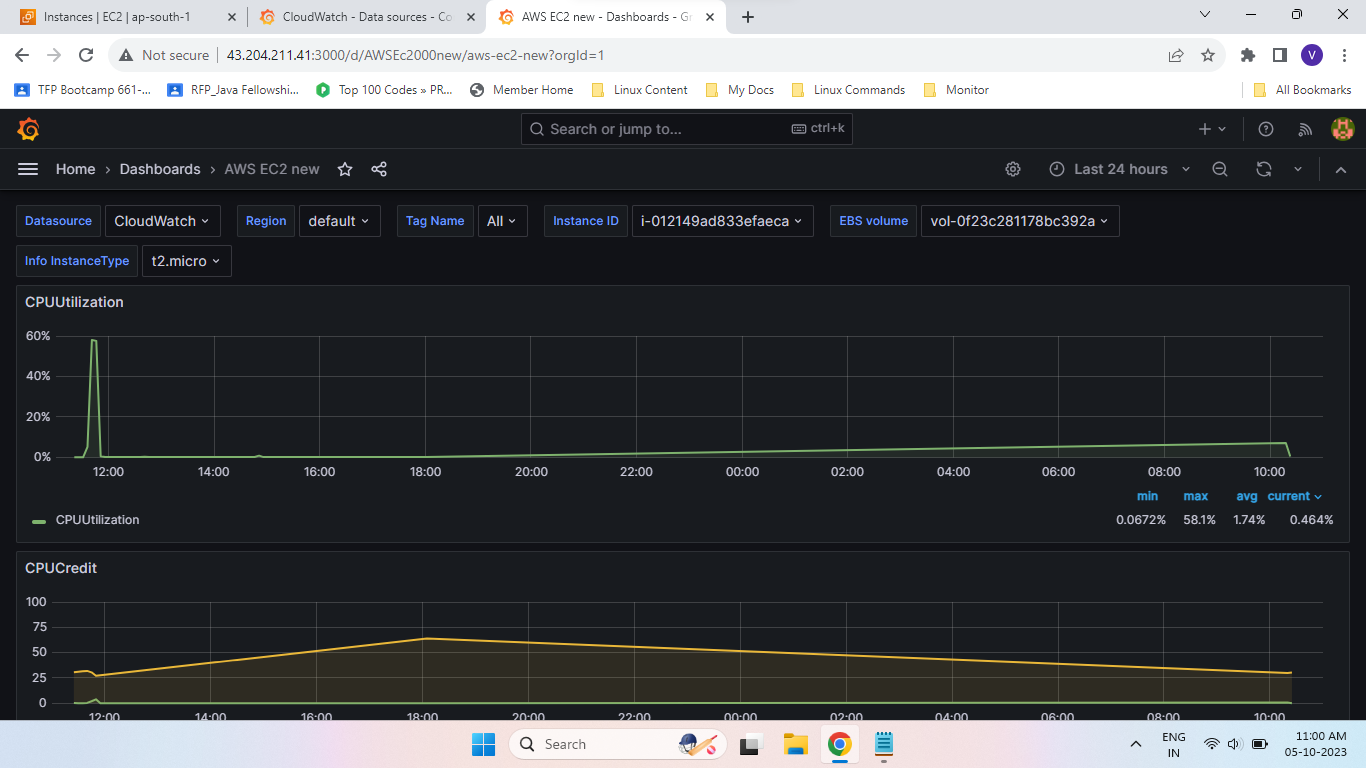 Instances | EC2 | ap-south-1
CloudWatch - Data sources - Co
AWS EC2 new - Dashboards - Gr
Not secure
43.204.211.41:3000/d/AWSEc2000new/aws-ec2-new?orgId=1
V
TFP Bootcamp 661-...
RFP_Java Fellowshi...
Top 100 Codes » PR...
Member Home
Linux Content
My Docs
Linux Commands
Monitor
All Bookmarks
Search or jump to...
ctrl+k
Home › Dashboards › AWS EC2 new
Last 24 hours
Datasource CloudWatch
Region default
Tag Name All
Instance ID i-012149ad833efaeca
EBS volume vol-0f23c281178bc392a
Info InstanceType t2.micro
CPUUtilization
60%
40%
20%
0%
12:00 14:00 16:00 18:00 20:00 22:00 00:00 02:00 04:00 06:00 08:00 10:00
min max avg current
CPUUtilization 0.0672% 58.1% 1.74% 0.464%
CPUCredit
100
75
50
25
0
12:00 14:00 16:00 18:00 20:00 22:00 00:00 02:00 04:00 06:00 08:00 10:00
Search
ENG
IN
11:00 AM
05-10-2023